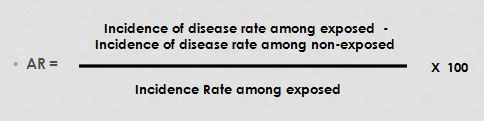 Incidence of disease rate among exposed -
Incidence of disease rate among non-exposed
• AR =
X 100
Incidence Rate among exposed